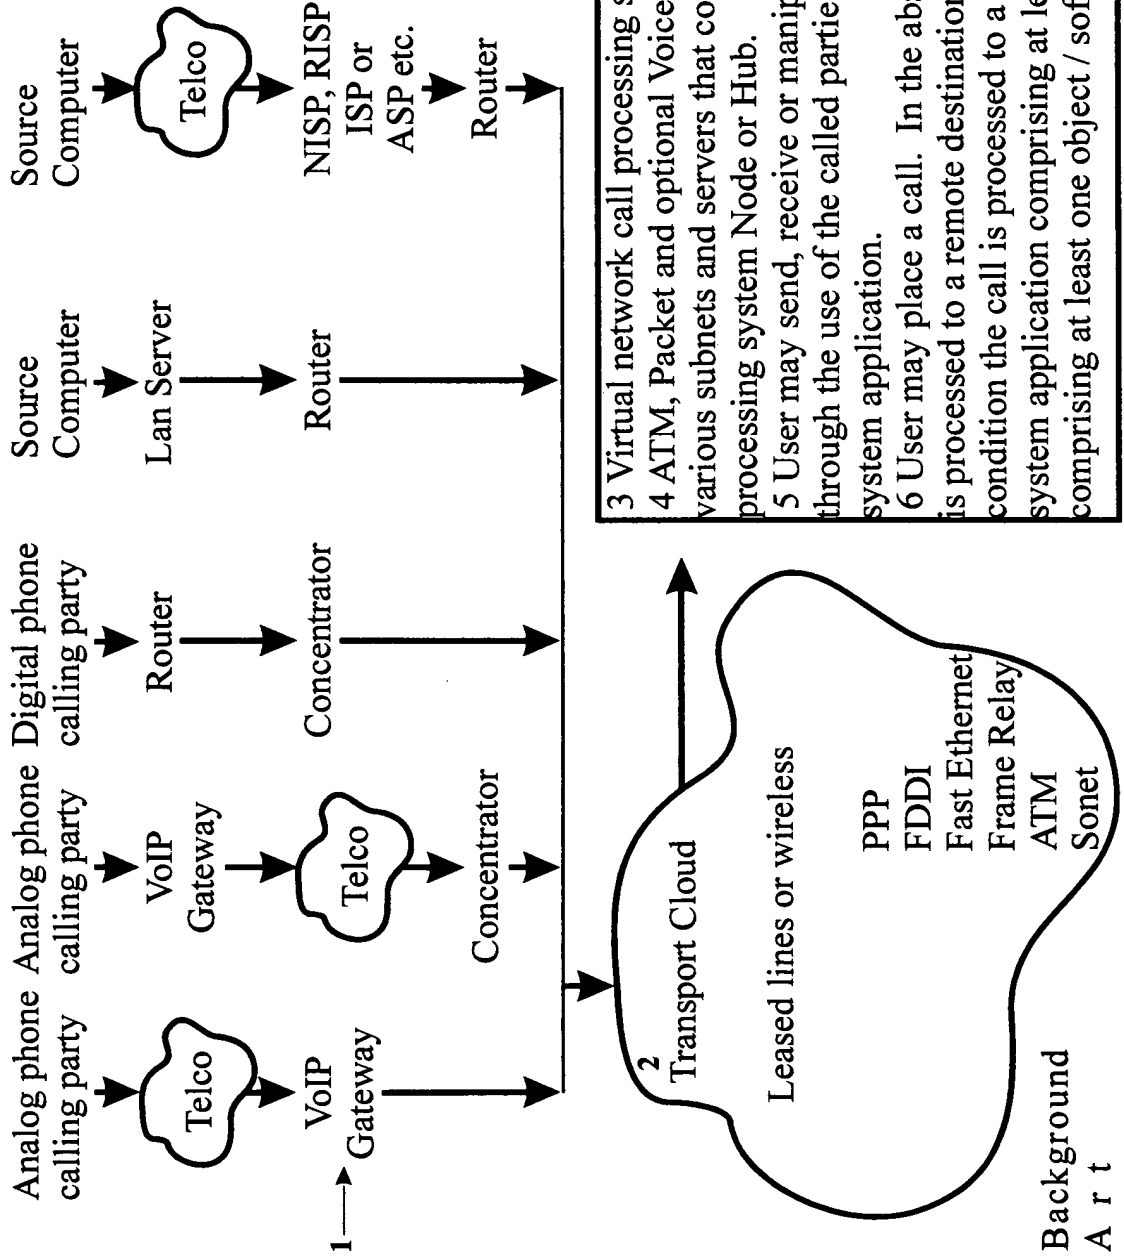 Analog phone
calling party
Telco
VoIP
Gateway
1
Analog phone
calling party
VoIP
Gateway
Telco
Concentrator
Digital phone
calling party
Router
Concentrator
Source
Computer
Lan Server
Router
Source
Computer
Telco
NISP, RISP
ISP or
ASP etc.
Router
2
Transport Cloud
Leased lines or wireless
PPP
FDDI
Fast Ethernet
Frame Relay
ATM
Sonet
3 Virtual network call processing s
4 ATM, Packet and optional Voice
various subnets and servers that co
processing system Node or Hub.
5 User may send, receive or manip
through the use of the called partie
system application.
6 User may place a call. In the abs
is processed to a remote destination
condition the call is processed to a
system application comprising at le
comprising at least one object / sof
Background
A r t